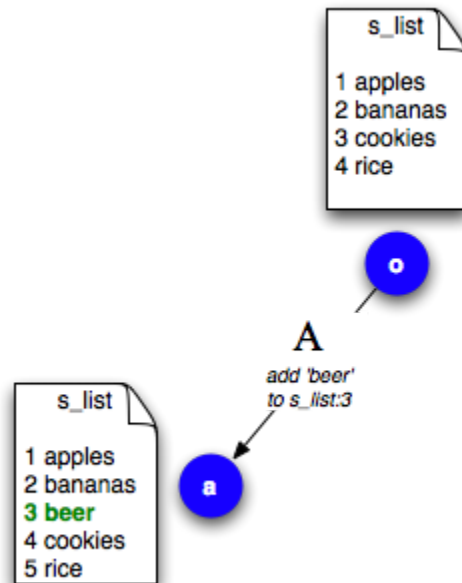 s_list
1 apples
2 bananas
3 cookies
4 rice
o
A
add 'beer'
to s_list:3
s_list
1 apples
2 bananas
3 beer
4 cookies
5 rice
a